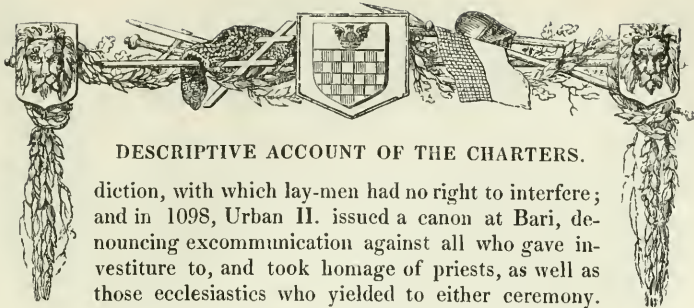 DESCRIPTIVE ACCOUNT OF THE CHARTERS.
diction, with which lay-men had no right to interfere;
and in 1098, Urban II. issued a canon at Bari, de-
nouncing excommunication against all who gave in-
vestiture to, and took homage of priests, as well as
those ecclesiastics who yielded to either ceremony.